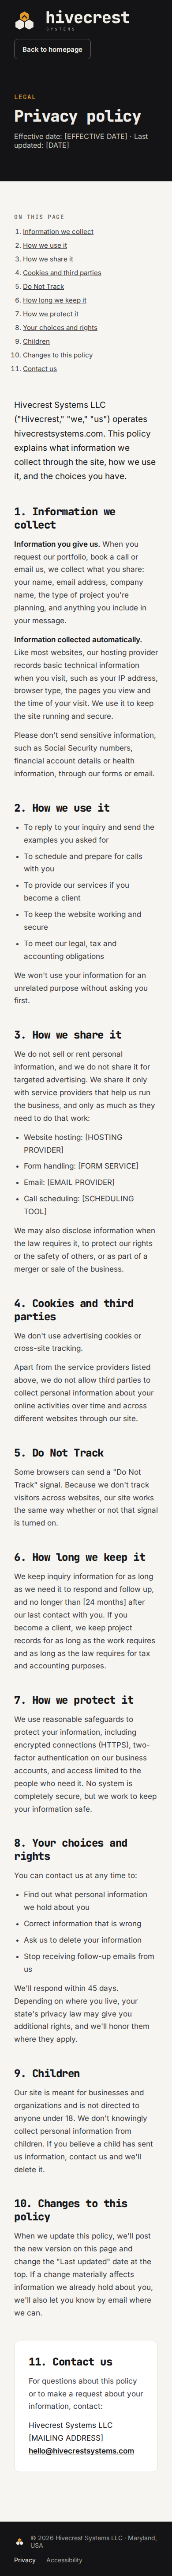 hivecrest
SYSTEMS
Back to homepage
LEGAL
Privacy policy
Effective date: [EFFECTIVE DATE] · Last
updated: [DATE]
ON THIS PAGE
1. Information we collect
2. How we use it
3. How we share it
4. Cookies and third parties
5. Do Not Track
6. How long we keep it
7. How we protect it
8. Your choices and rights
9. Children
10. Changes to this policy
11. Contact us
Hivecrest Systems LLC
("Hivecrest," "we," "us") operates
hivecrestsystems.com. This policy
explains what information we
collect through the site, how we use
it, and the choices you have.
1. Information we
collect
Information you give us. When you
request our portfolio, book a call or
email us, we collect what you share:
your name, email address, company
name, the type of project you're
planning, and anything you include in
your message.
Information collected automatically.
Like most websites, our hosting provider
records basic technical information
when you visit, such as your IP address,
browser type, the pages you view and
the time of your visit. We use it to keep
the site running and secure.
Please don't send sensitive information,
such as Social Security numbers,
financial account details or health
information, through our forms or email.
2. How we use it
• To reply to your inquiry and send the
examples you asked for
• To schedule and prepare for calls
with you
• To provide our services if you
become a client
• To keep the website working and
secure
• To meet our legal, tax and
accounting obligations
We won't use your information for an
unrelated purpose without asking you
first.
3. How we share it
We do not sell or rent personal
information, and we do not share it for
targeted advertising. We share it only
with service providers that help us run
the business, and only as much as they
need to do that work:
• Website hosting: [HOSTING
PROVIDER]
• Form handling: [FORM SERVICE]
• Email: [EMAIL PROVIDER]
• Call scheduling: [SCHEDULING
TOOL]
We may also disclose information when
the law requires it, to protect our rights
or the safety of others, or as part of a
merger or sale of the business.
4. Cookies and third
parties
We don't use advertising cookies or
cross-site tracking.
Apart from the service providers listed
above, we do not allow third parties to
collect personal information about your
online activities over time and across
different websites through our site.
5. Do Not Track
Some browsers can send a "Do Not
Track" signal. Because we don't track
visitors across websites, our site works
the same way whether or not that signal
is turned on.
6. How long we keep it
We keep inquiry information for as long
as we need it to respond and follow up,
and no longer than [24 months] after
our last contact with you. If you
become a client, we keep project
records for as long as the work requires
and as long as the law requires for tax
and accounting purposes.
7. How we protect it
We use reasonable safeguards to
protect your information, including
encrypted connections (HTTPS), two-
factor authentication on our business
accounts, and access limited to the
people who need it. No system is
completely secure, but we work to keep
your information safe.
8. Your choices and
rights
You can contact us at any time to:
• Find out what personal information
we hold about you
• Correct information that is wrong
• Ask us to delete your information
• Stop receiving follow-up emails from
us
We'll respond within 45 days.
Depending on where you live, your
state's privacy law may give you
additional rights, and we'll honor them
where they apply.
9. Children
Our site is meant for businesses and
organizations and is not directed to
anyone under 18. We don't knowingly
collect personal information from
children. If you believe a child has sent
us information, contact us and we'll
delete it.
10. Changes to this
policy
When we update this policy, we'll post
the new version on this page and
change the "Last updated" date at the
top. If a change materially affects
information we already hold about you,
we'll also let you know by email where
we can.
11. Contact us
For questions about this policy
or to make a request about your
information, contact:
Hivecrest Systems LLC
[MAILING ADDRESS]
hello@hivecrestsystems.com
© 2026 Hivecrest Systems LLC · Maryland,
USA
Privacy Accessibility